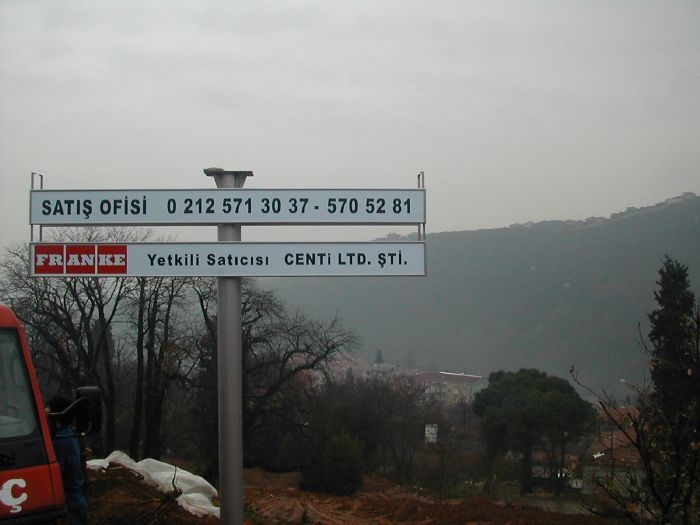 SATIŞ OFİSİ 0 212 571 30 37 - 570 52 81
FRANKE Yetkili Satıcısı CENTi LTD. ŞTİ.
Ç